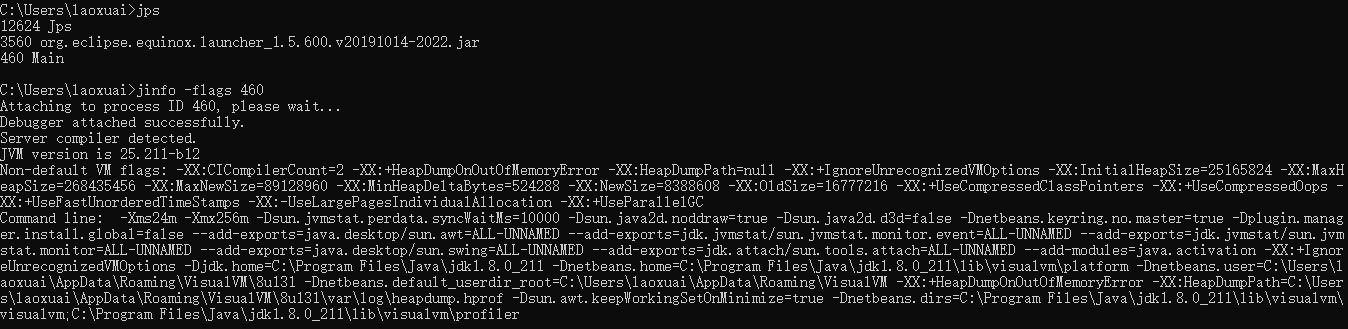 C:\Users\laoxuai>jps
12624 Jps
3560 org.eclipse.equinox.launcher_1.5.600.v20191014-2022.jar
460 Main
C:\Users\laoxuai>jinfo -flags 460
Attaching to process ID 460, please wait...
Debugger attached successfully.
Server compiler detected.
JVM version is 25.211-b12
Non-default VM flags: -XX:CICompilerCount=2 -XX:+HeapDumpOnOutOfMemoryError -XX:HeapDumpPath=null -XX:+IgnoreUnrecognizedVMOptions -XX:InitialHeapSize=25165824 -XX:MaxH
eapSize=268435456 -XX:MaxNewSize=89128960 -XX:MinHeapDeltaBytes=524288 -XX:NewSize=8388608 -XX:OldSize=16777216 -XX:+UseCompressedClassPointers -XX:+UseCompressedOops -
XX:+UseFastUnorderedTimeStamps -XX:-UseLargePagesIndividualAllocation -XX:+UseParallelGC
Command line:  -Xms24m -Xmx256m -Dsun.jvmstat.perdata.syncWaitMs=10000 -Dsun.java2d.noddraw=true -Dsun.java2d.d3d=false -Dnetbeans.keyring.no.master=true -Dplugin.manag
er.install.global=false --add-exports=java.desktop/sun.awt=ALL-UNNAMED --add-exports=jdk.jvmstat/sun.jvmstat.monitor.event=ALL-UNNAMED --add-exports=jdk.jvmstat/sun.jvm
stat.monitor=ALL-UNNAMED --add-exports=java.desktop/sun.swing=ALL-UNNAMED --add-exports=jdk.attach/sun.tools.attach=ALL-UNNAMED --add-modules=java.activation -XX:+Ignor
eUnrecognizedVMOptions -Djdk.home=C:\Program Files\Java\jdk1.8.0_211 -Dnetbeans.home=C:\Program Files\Java\jdk1.8.0_211\lib\visualvm\platform -Dnetbeans.user=C:\Users\l
aoxuai\AppData\Roaming\VisualVM\8u131 -Dnetbeans.default_userdir_root=C:\Users\laoxuai\AppData\Roaming\VisualVM -XX:+HeapDumpOnOutOfMemoryError -XX:HeapDumpPath=C:\User
s\laoxuai\AppData\Roaming\VisualVM\8u131\var\log\heapdump.hprof -Dsun.awt.keepWorkingSetOnMinimize=true -Dnetbeans.dirs=C:\Program Files\Java\jdk1.8.0_211\lib\visualvm\
visualvm;C:\Program Files\Java\jdk1.8.0_211\lib\visualvm\profiler